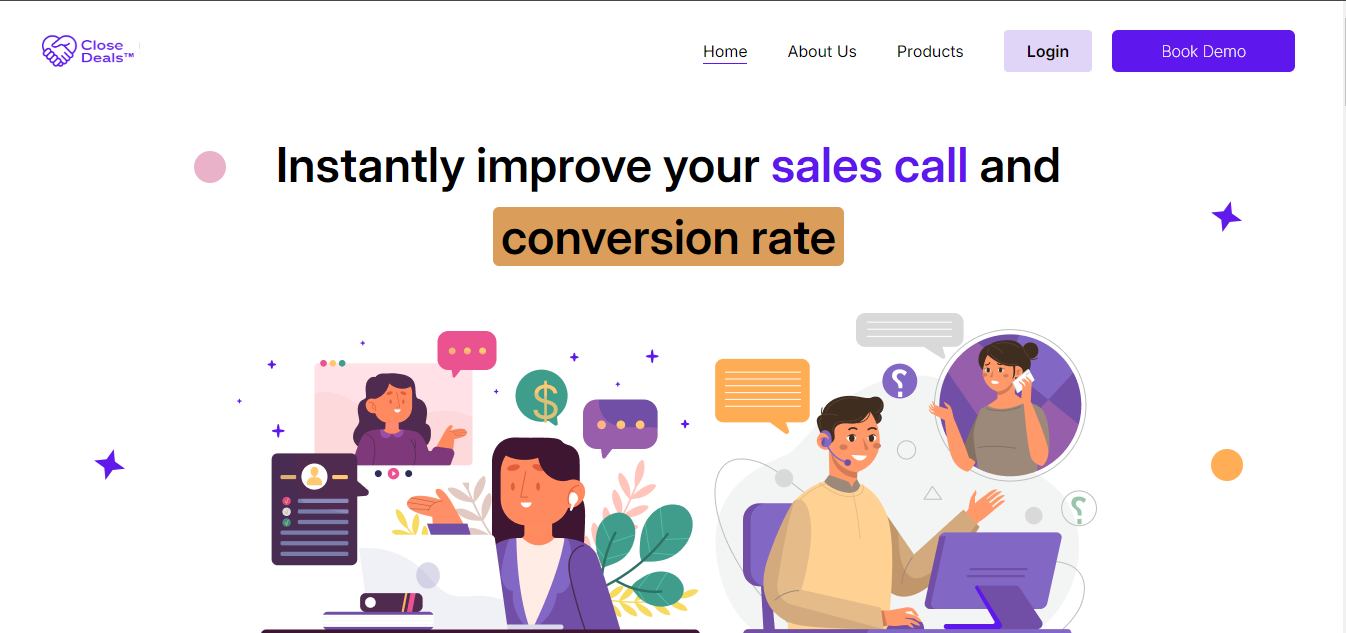 Close
Deals™
Home
About Us
Products
Login
Book Demo
Instantly improve your sales call and
conversion rate
$
?
?